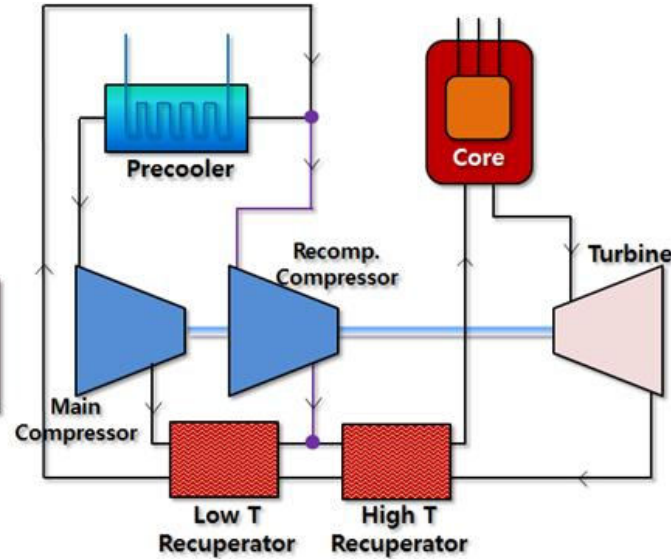 Precooler
Core
Recomp.
Compressor
Turbine
Main
Compressor
Low T
Recuperator
High T
Recuperator